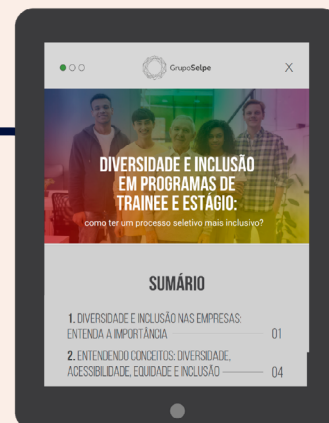 GrupoSelpe
X
DIVERSIDADE E INCLUSÃO
EM PROGRAMAS DE
TRAINEE E ESTÁGIO:
como ter um processo seletivo mais inclusivo?
SUMÁRIO
1. DIVERSIDADE E INCLUSÃO NAS EMPRESAS:
ENTENDA A IMPORTÂNCIA 01
2. ENTENDENDO CONCEITOS: DIVERSIDADE,
ACESSIBILIDADE, EQUIDADE E INCLUSÃO 04